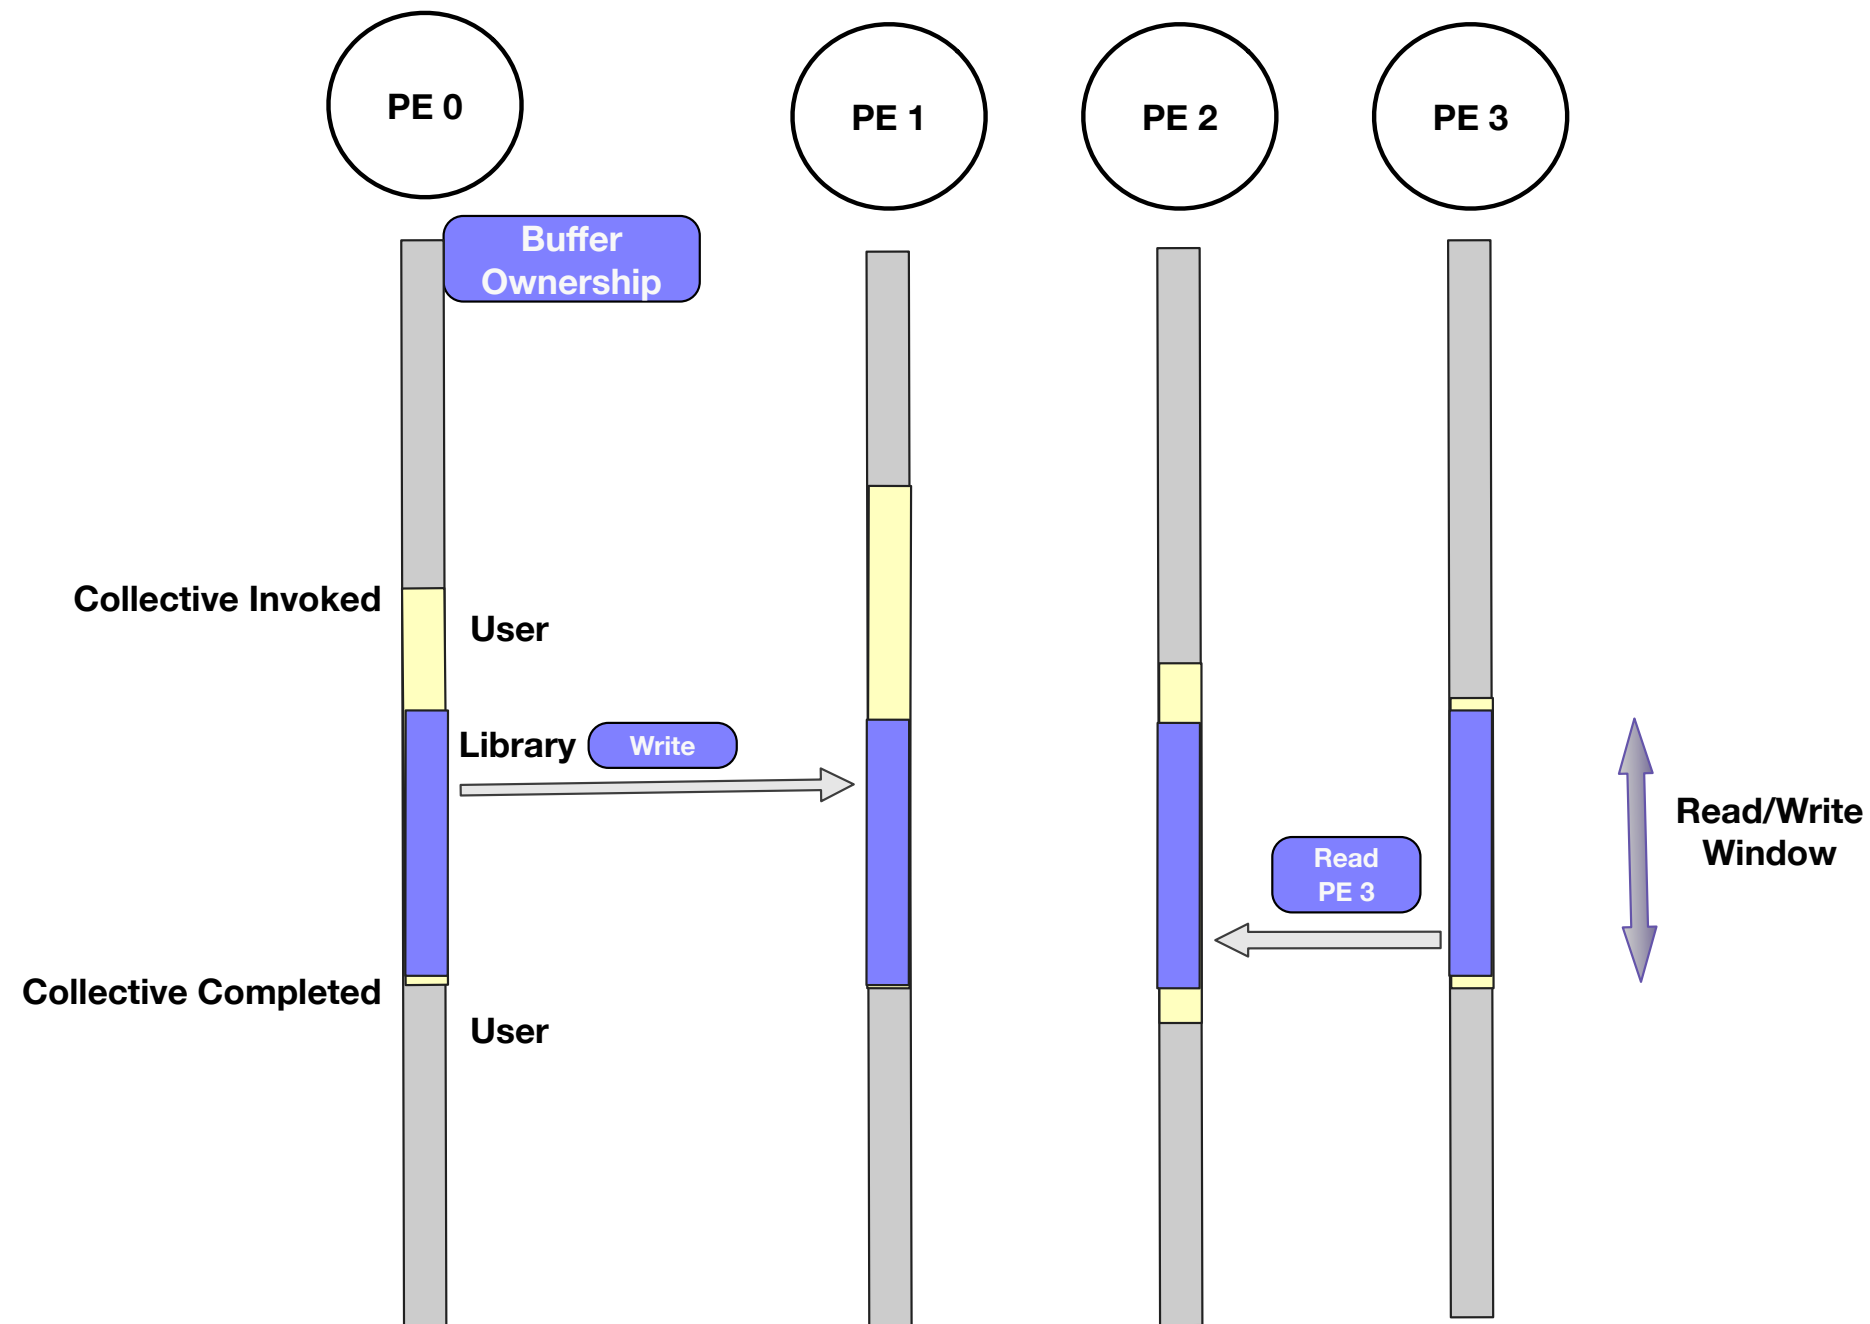 PE 0
PE 1
PE 2
PE 3
Buffer
Ownership
Collective Invoked
User
Library
Write
Read/Write
Window
Read
PE 3
Collective Completed
User